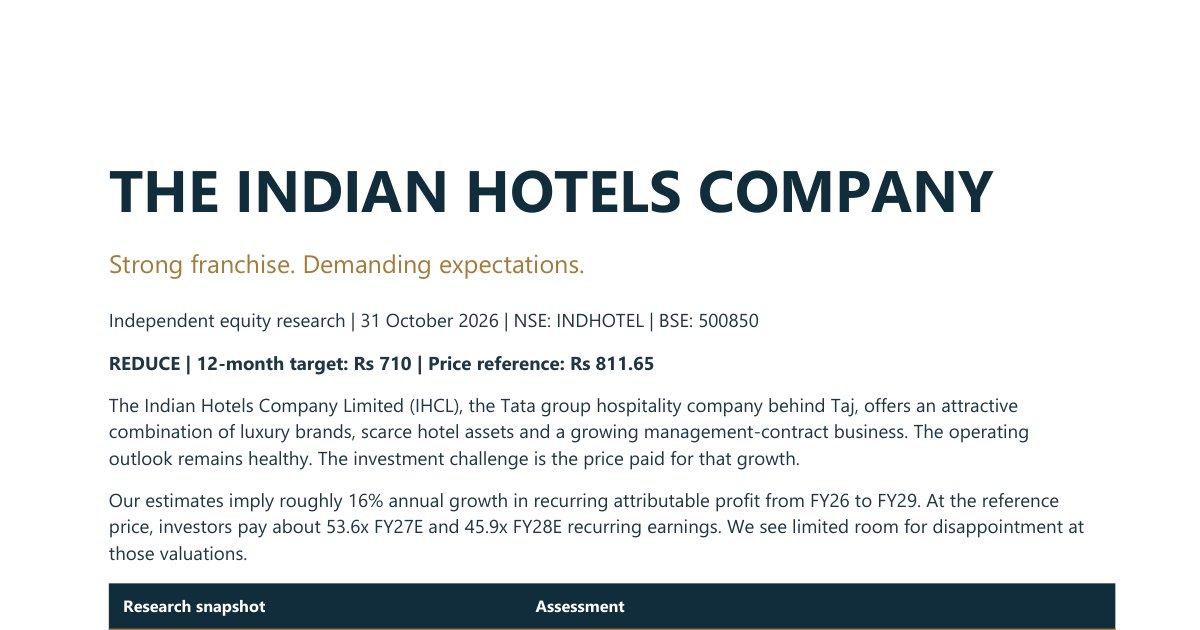 THE INDIAN HOTELS COMPANY
Strong franchise. Demanding expectations.
Independent equity research | 31 October 2026 | NSE: INDHOTEL | BSE: 500850
REDUCE | 12-month target: Rs 710 | Price reference: Rs 811.65
The Indian Hotels Company Limited (IHCL), the Tata group hospitality company behind Taj, offers an attractive
combination of luxury brands, scarce hotel assets and a growing management-contract business. The operating
outlook remains healthy. The investment challenge is the price paid for that growth.
Our estimates imply roughly 16% annual growth in recurring attributable profit from FY26 to FY29. At the reference
price, investors pay about 53.6x FY27E and 45.9x FY28E recurring earnings. We see limited room for disappointment at
those valuations.
Research snapshot Assessment